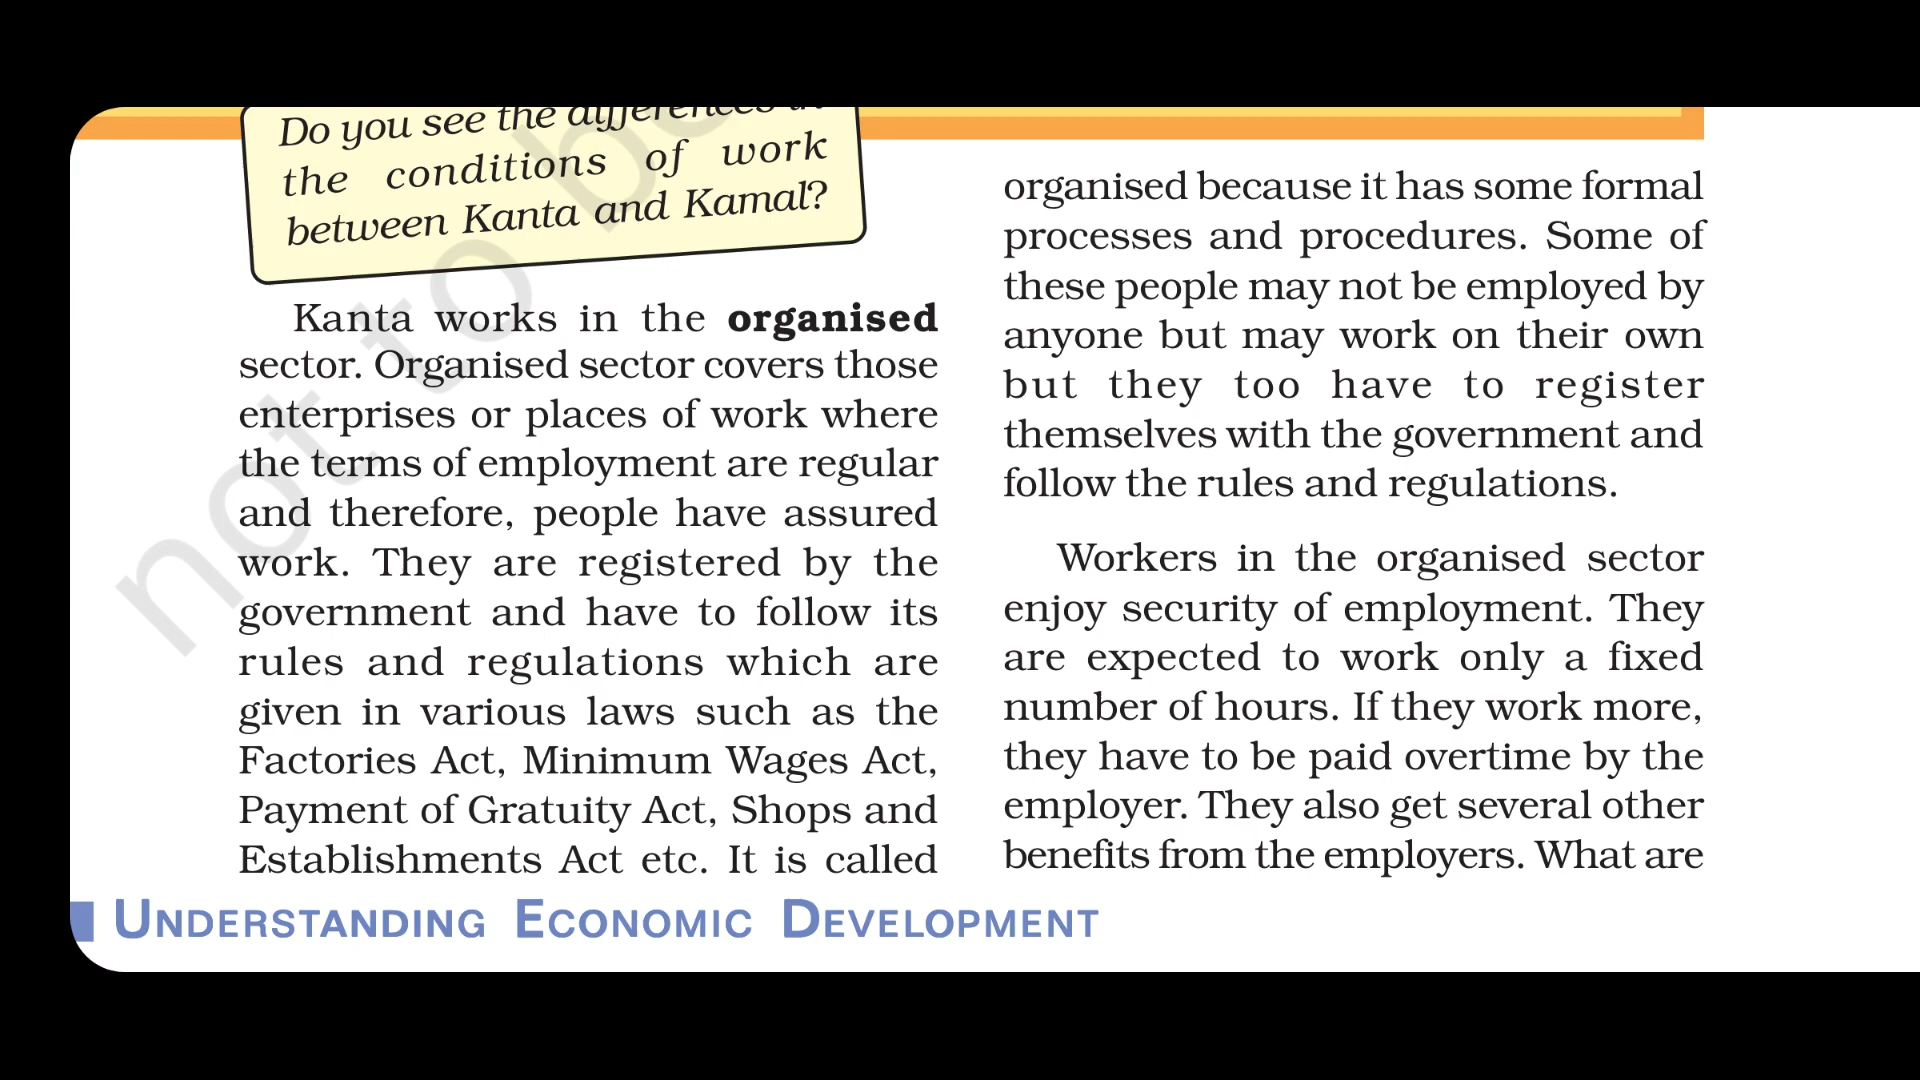 Do you see the differences in
the conditions of work
between Kanta and Kamal?
Kanta works in the organised
sector. Organised sector covers those
enterprises or places of work where
the terms of employment are regular
and therefore, people have assured
work. They are registered by the
government and have to follow its
rules and regulations which are
given in various laws such as the
Factories Act, Minimum Wages Act,
Payment of Gratuity Act, Shops and
Establishments Act etc. It is called
organised because it has some formal
processes and procedures. Some of
these people may not be employed by
anyone but may work on their own
but they too have to register
themselves with the government and
follow the rules and regulations.
Workers in the organised sector
enjoy security of employment. They
are expected to work only a fixed
number of hours. If they work more,
they have to be paid overtime by the
employer. They also get several other
benefits from the employers. What are
UNDERSTANDING ECONOMIC DEVELOPMENT
not to be